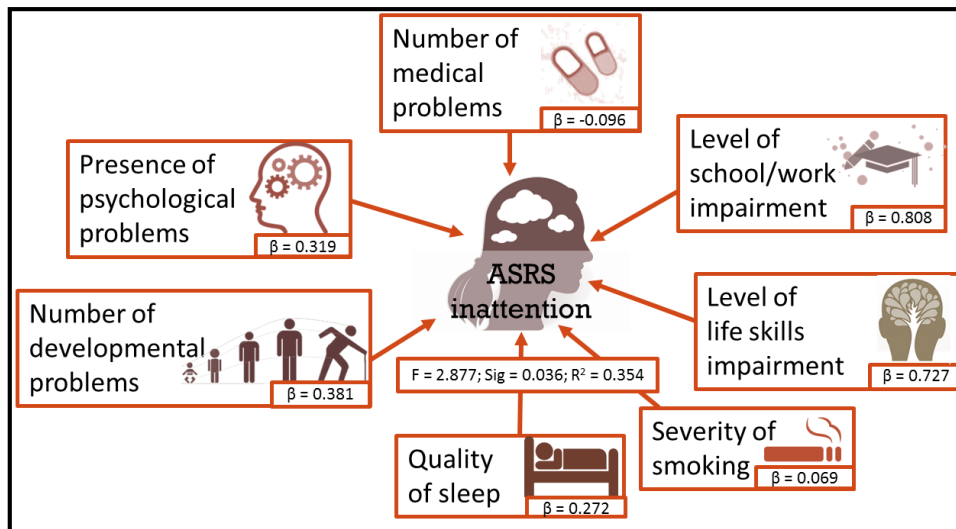 Number of
medical
problems
β = -0.096
Presence of
psychological
problems
β = 0.319
Level of
school/work
impairment
β = 0.808
ASRS
inattention
Number of
developmental
problems
β = 0.381
Level of
life skills
impairment
β = 0.727
F = 2.877; Sig = 0.036; R² = 0.354
Quality
of sleep
β = 0.272
Severity of
smoking
β = 0.069